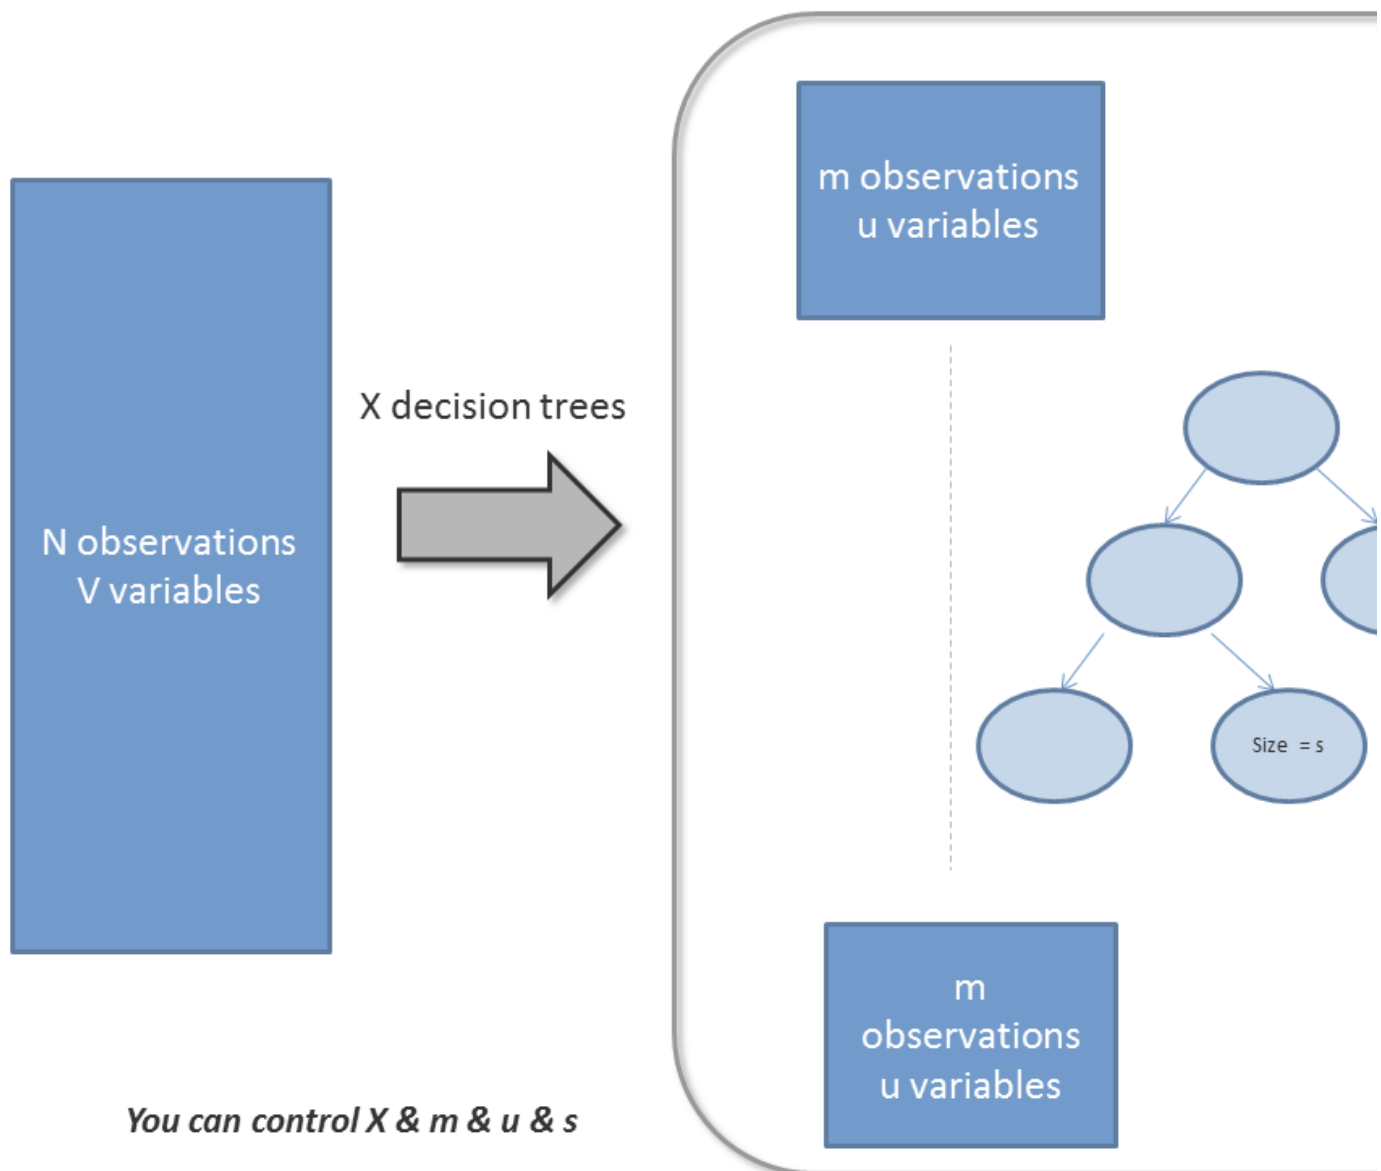 m observations
u variables
X decision trees
N observations
V variables
Size = s
m
observations
u variables
You can control X & m & u & s